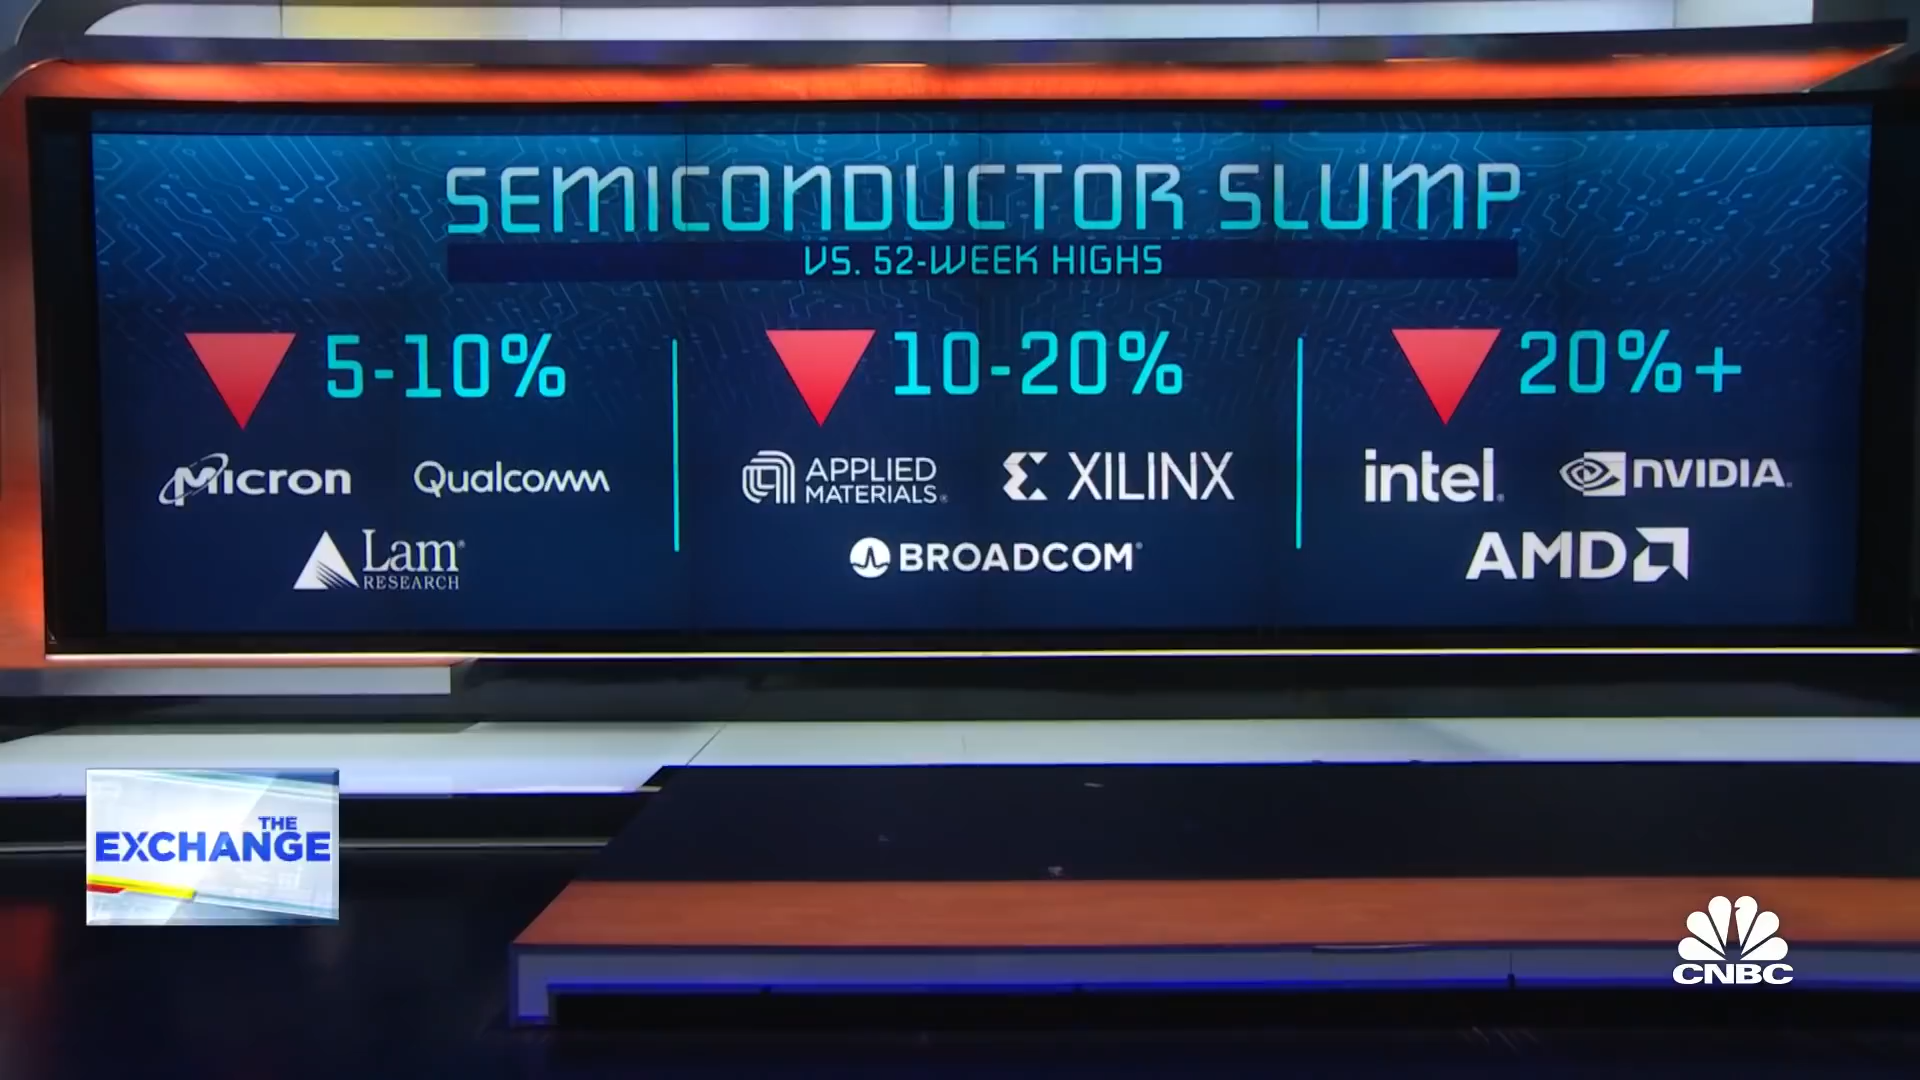 SEMICONDUCTOR SLUMP
VS. 52-WEEK HIGHS
5-10%
Micron
Qualcomm
Lam®
RESEARCH
10-20%
APPLIED
MATERIALS®
XILINX
BROADCOM®
20%+
intel.
NVIDIA.
AMD
THE
EXCHANGE
CNBC